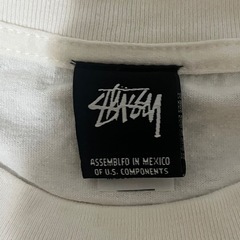 STÜSSY
ASSEMBLED IN MEXICO
OF U.S. COMPONENTS